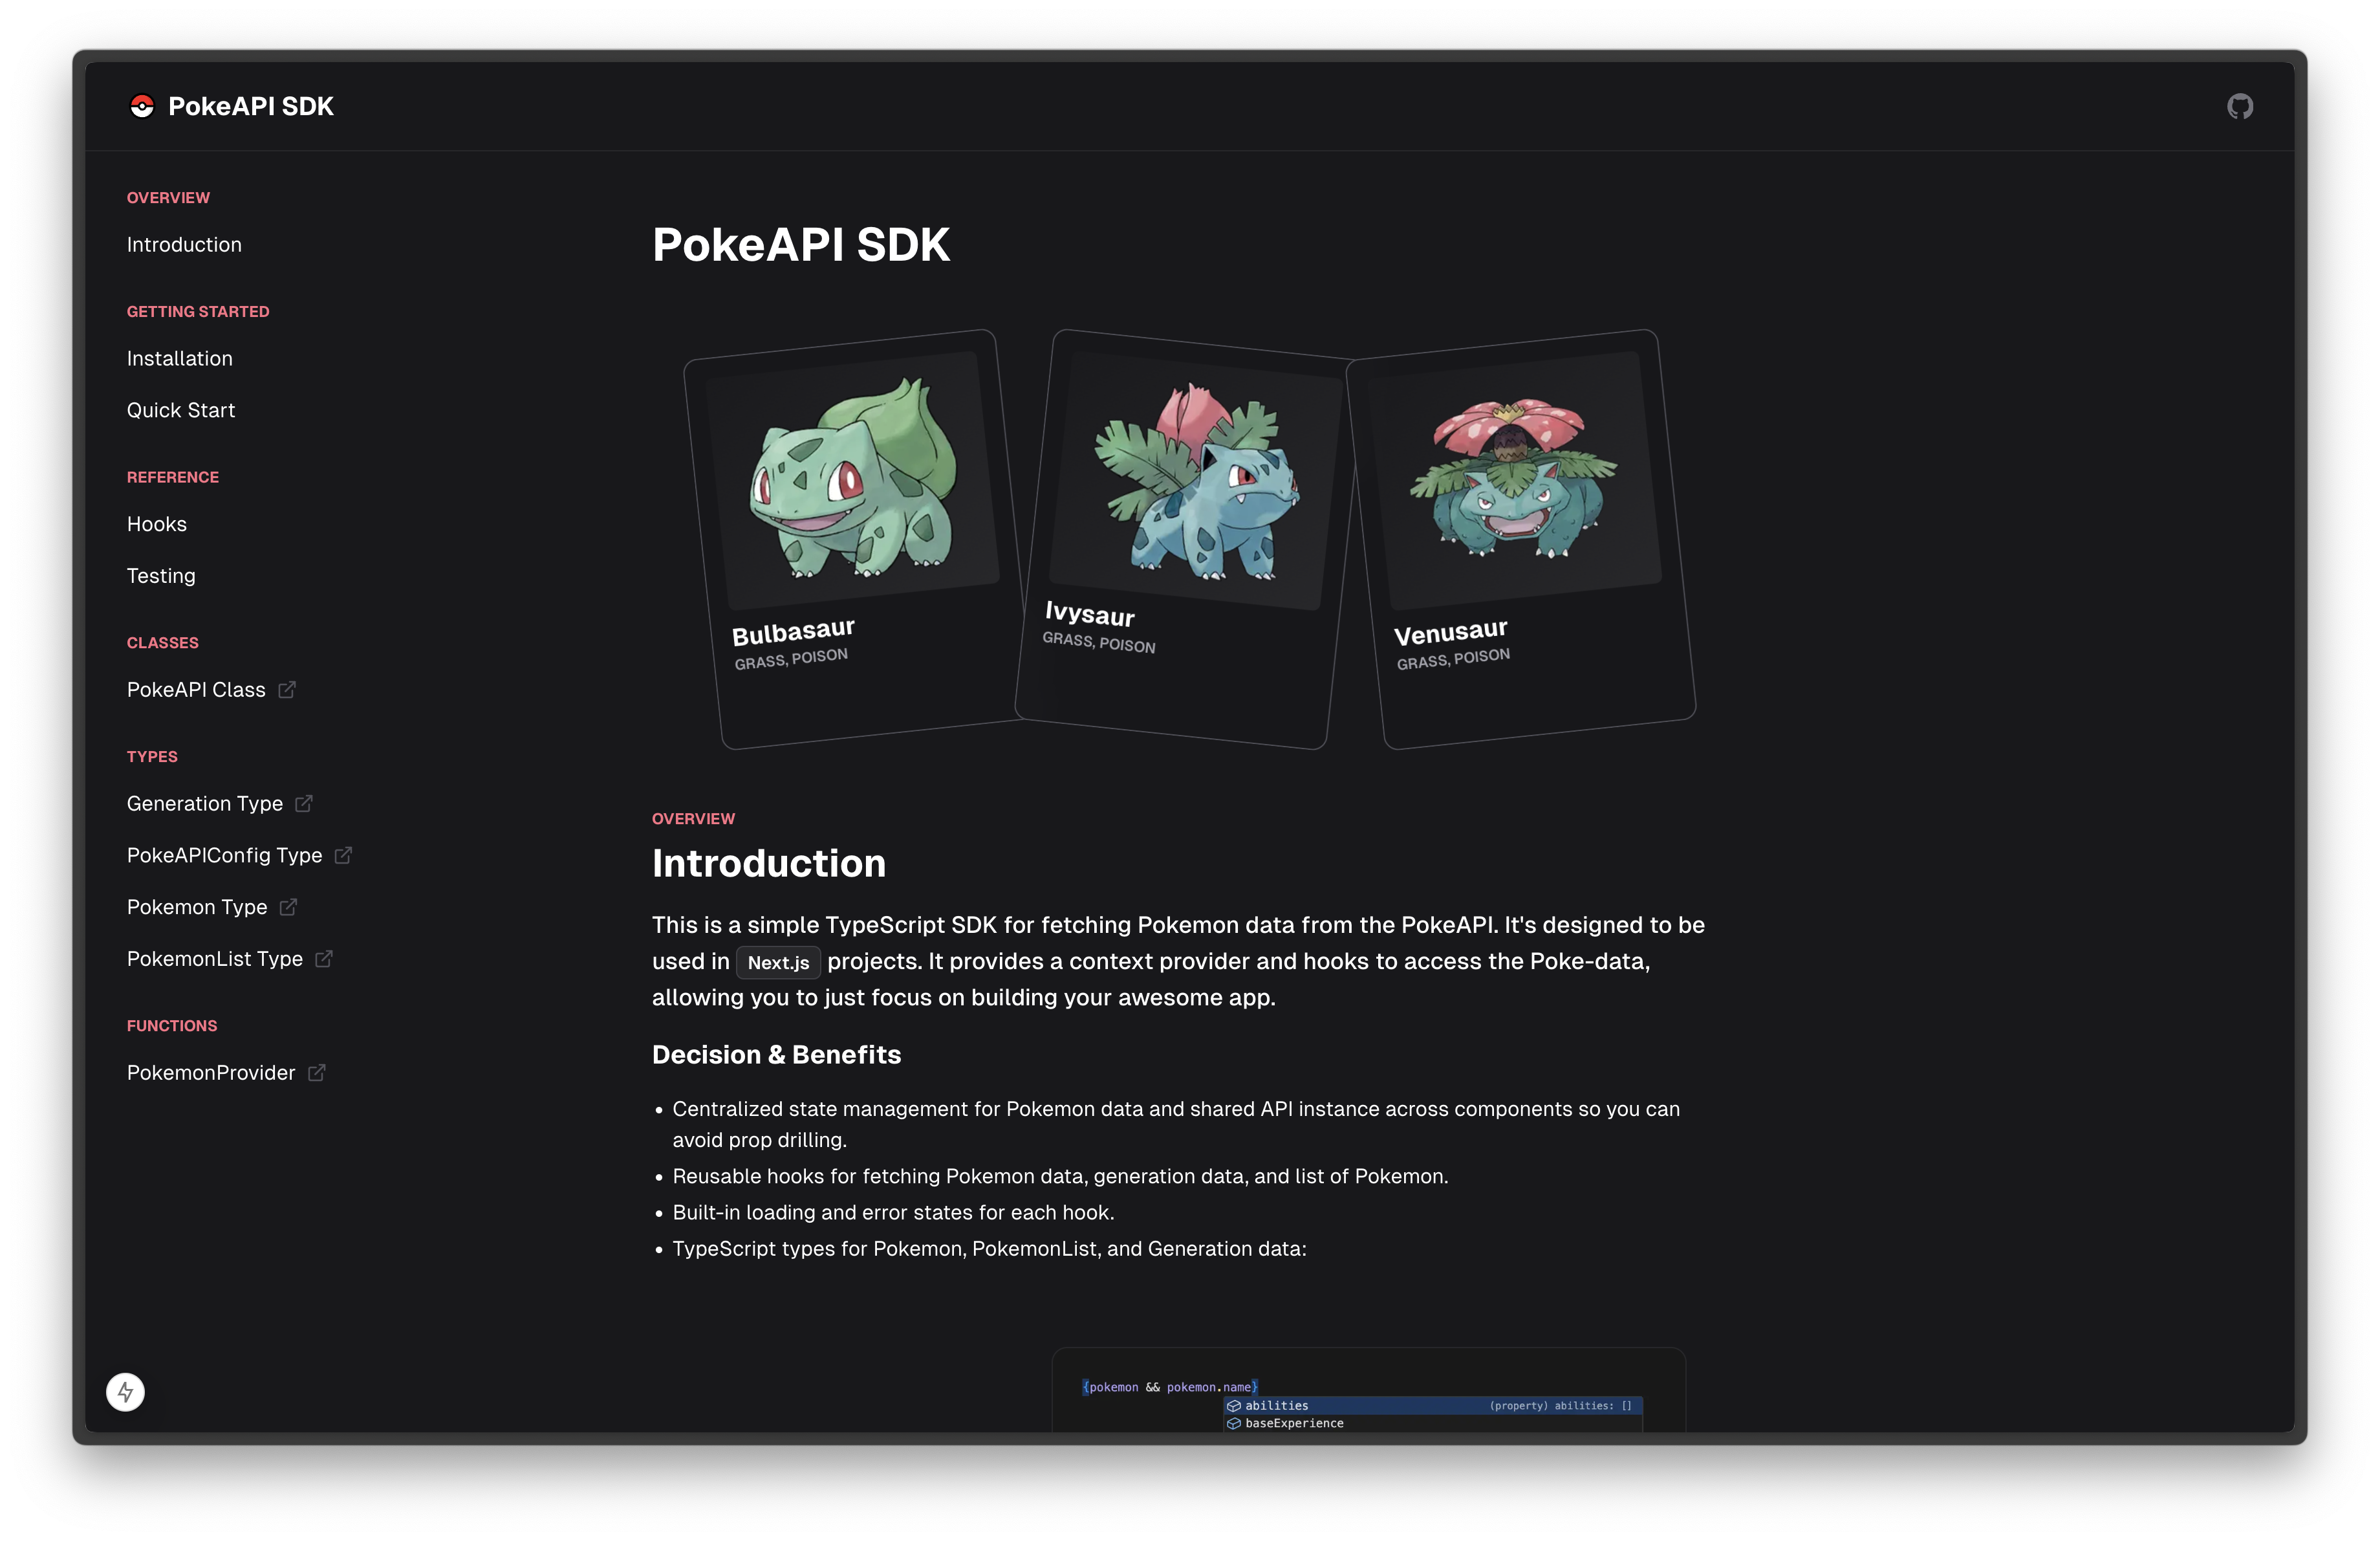 PokeAPI SDK
OVERVIEW
Introduction
GETTING STARTED
Installation
Quick Start
REFERENCE
Hooks
Testing
CLASSES
PokeAPI Class
TYPES
Generation Type
PokeAPIConfig Type
Pokemon Type
PokemonList Type
FUNCTIONS
PokemonProvider
PokeAPI SDK
Bulbasaur
GRASS, POISON
Ivysaur
GRASS, POISON
Venusaur
GRASS, POISON
OVERVIEW
Introduction
This is a simple TypeScript SDK for fetching Pokemon data from the PokeAPI. It's designed to be
used in Next.js projects. It provides a context provider and hooks to access the Poke-data,
allowing you to just focus on building your awesome app.
Decision & Benefits
• Centralized state management for Pokemon data and shared API instance across components so you can
avoid prop drilling.
• Reusable hooks for fetching Pokemon data, generation data, and list of Pokemon.
• Built-in loading and error states for each hook.
• TypeScript types for Pokemon, PokemonList, and Generation data:
{pokemon && pokemon.name}
abilities (property) abilities: []
baseExperience